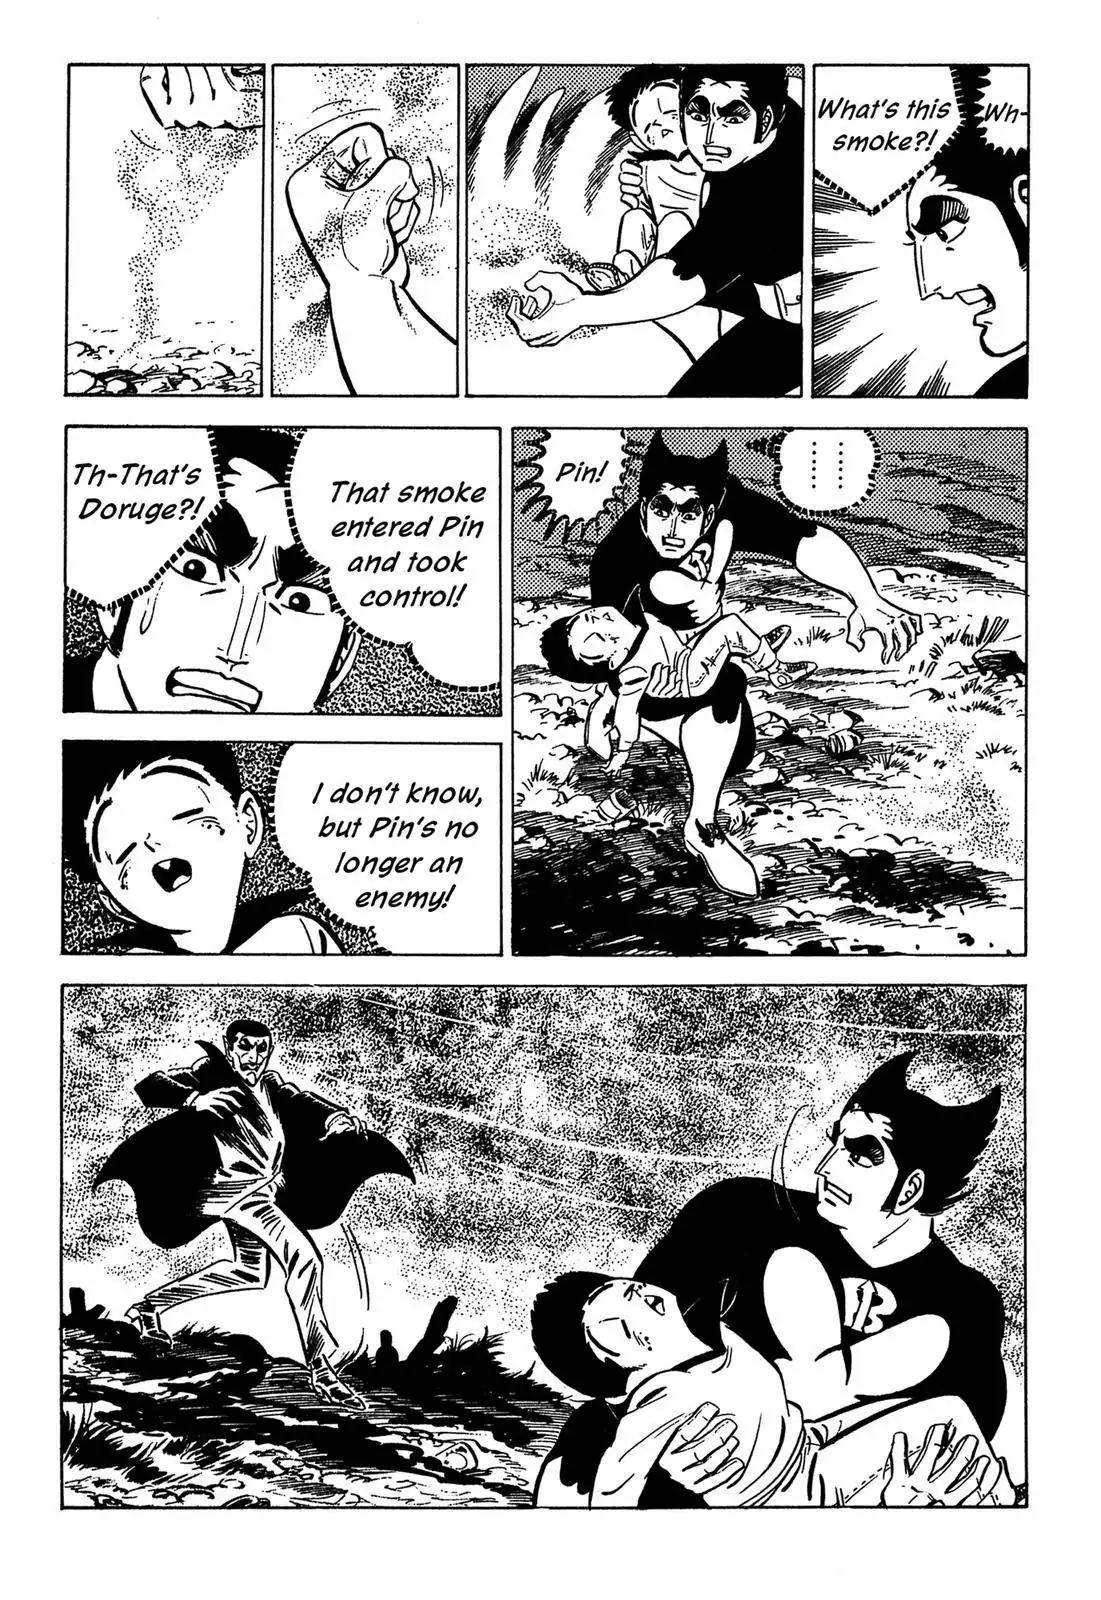 Wh-
What's this
smoke?!
Th-That's
Doruge?!
That smoke
entered Pin
and took
control!
I don't know,
but Pin's no
longer an
enemy!
Pin!
......
B